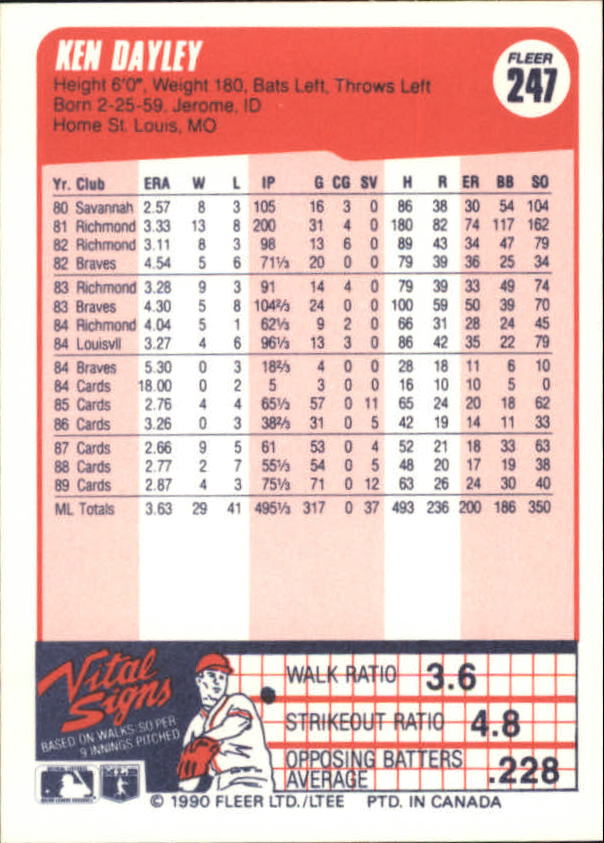 KEN DAYLEY
FLEER
247
Height 6'0", Weight 180, Bats Left, Throws Left
Born 2-25-59, Jerome, ID
Home St. Louis, MO
Yr. Club ERA W L IP G CG SV H R ER BB SO
80 Savannah 2.57 8 3 105 16 3 0 86 38 30 54 104
81 Richmond 3.33 13 8 200 31 4 0 180 82 74 117 162
82 Richmond 3.11 8 3 98 13 6 0 89 43 34 47 79
82 Braves 4.54 5 6 71⅓ 20 0 0 79 39 36 25 34
83 Richmond 3.28 9 3 91 14 4 0 79 39 33 49 74
83 Braves 4.30 5 8 104⅔ 24 0 0 100 59 50 39 70
84 Richmond 4.04 5 1 62⅓ 9 2 0 66 31 28 24 45
84 Louisvll 3.27 4 6 96⅓ 13 3 0 86 42 35 22 79
84 Braves 5.30 0 3 18⅔ 4 0 0 28 18 11 6 10
84 Cards 18.00 0 2 5 3 0 0 16 10 10 5 0
85 Cards 2.76 4 4 65⅓ 57 0 11 65 24 20 18 62
86 Cards 3.26 0 3 38⅔ 31 0 5 42 19 14 11 33
87 Cards 2.66 9 5 61 53 0 4 52 21 18 33 63
88 Cards 2.77 2 7 55⅓ 54 0 5 48 20 17 19 38
89 Cards 2.87 4 3 75⅓ 71 0 12 63 26 24 30 40
ML Totals 3.63 29 41 495⅓ 317 0 37 493 236 200 186 350
Vital
Signs
BASED ON WALKS-SO PER
9 INNINGS PITCHED
WALK RATIO 3.6
STRIKEOUT RATIO 4.8
OPPOSING BATTERS
AVERAGE .228
© 1990 FLEER LTD./LTEE PTD. IN CANADA